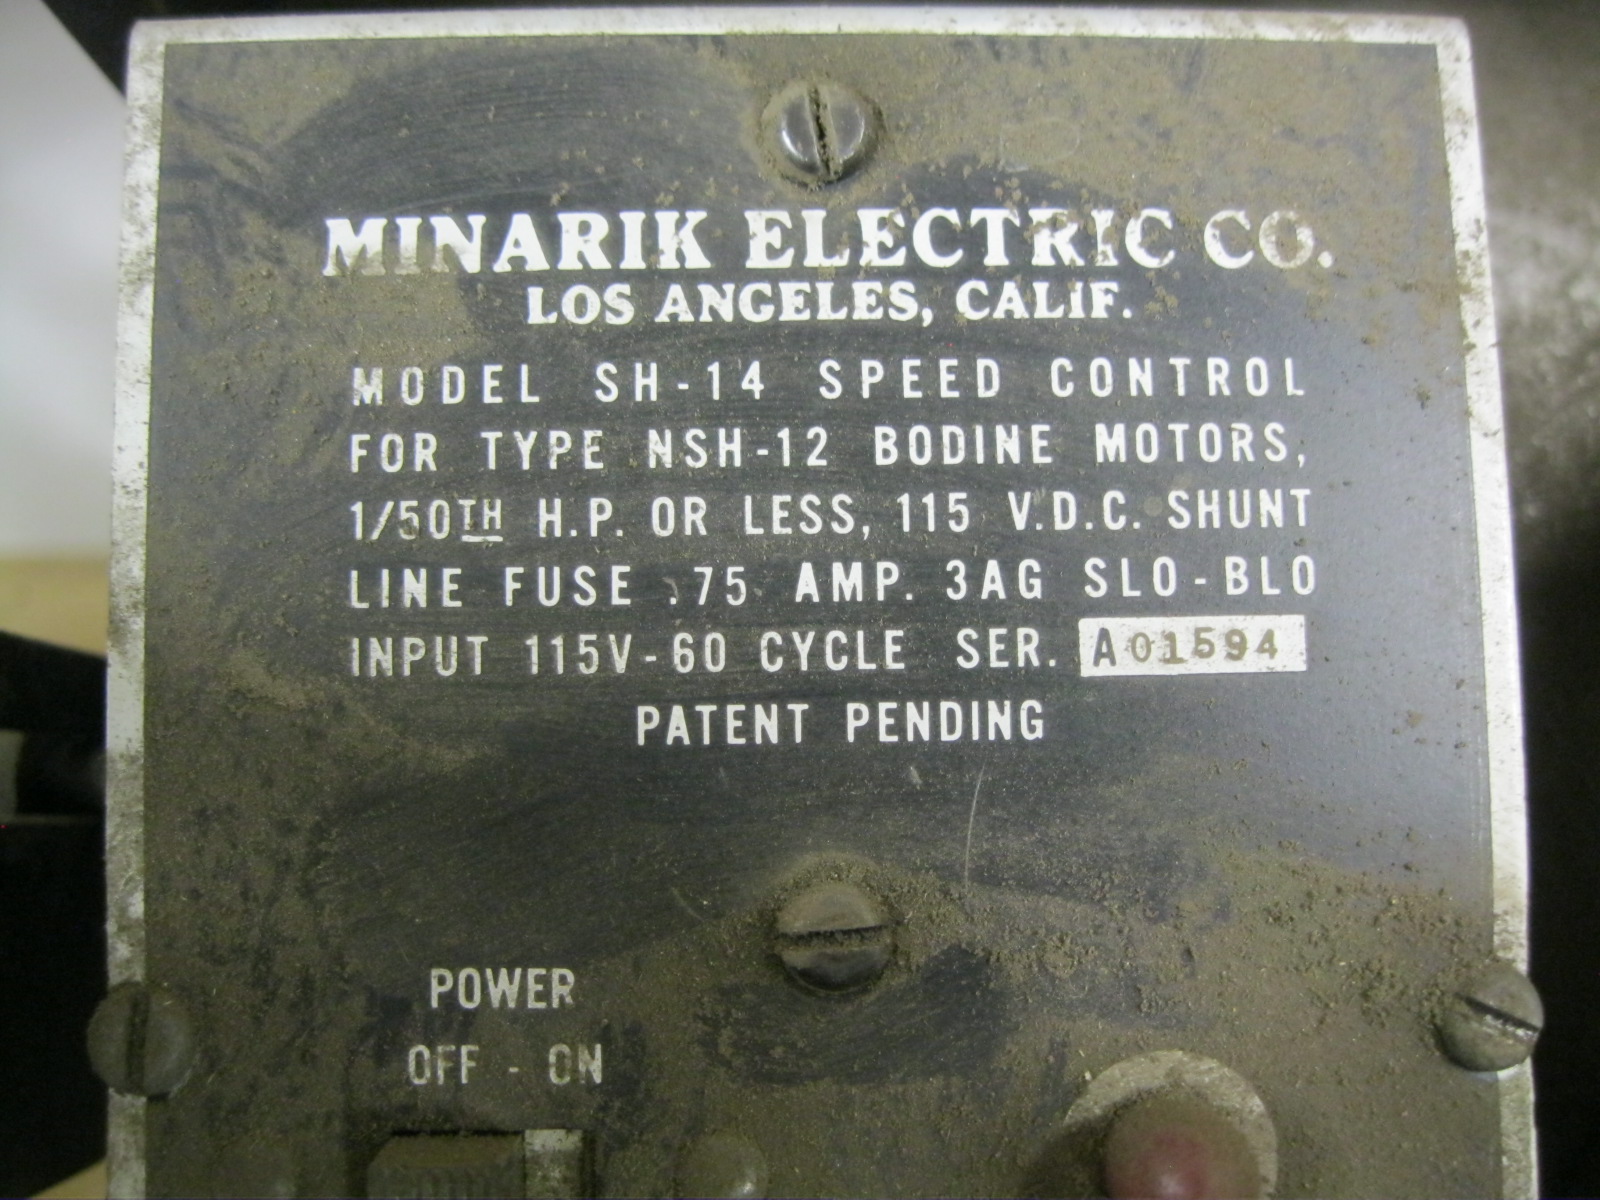 MINARIK ELECTRIC CO.
LOS ANGELES, CALIF.
MODEL SH-14 SPEED CONTROL
FOR TYPE NSH-12 BODINE MOTORS,
1/50TH H.P. OR LESS, 115 V.D.C. SHUNT
LINE FUSE .75 AMP. 3AG SLO-BLO
INPUT 115V-60 CYCLE SER. A01594
PATENT PENDING
POWER
OFF - ON